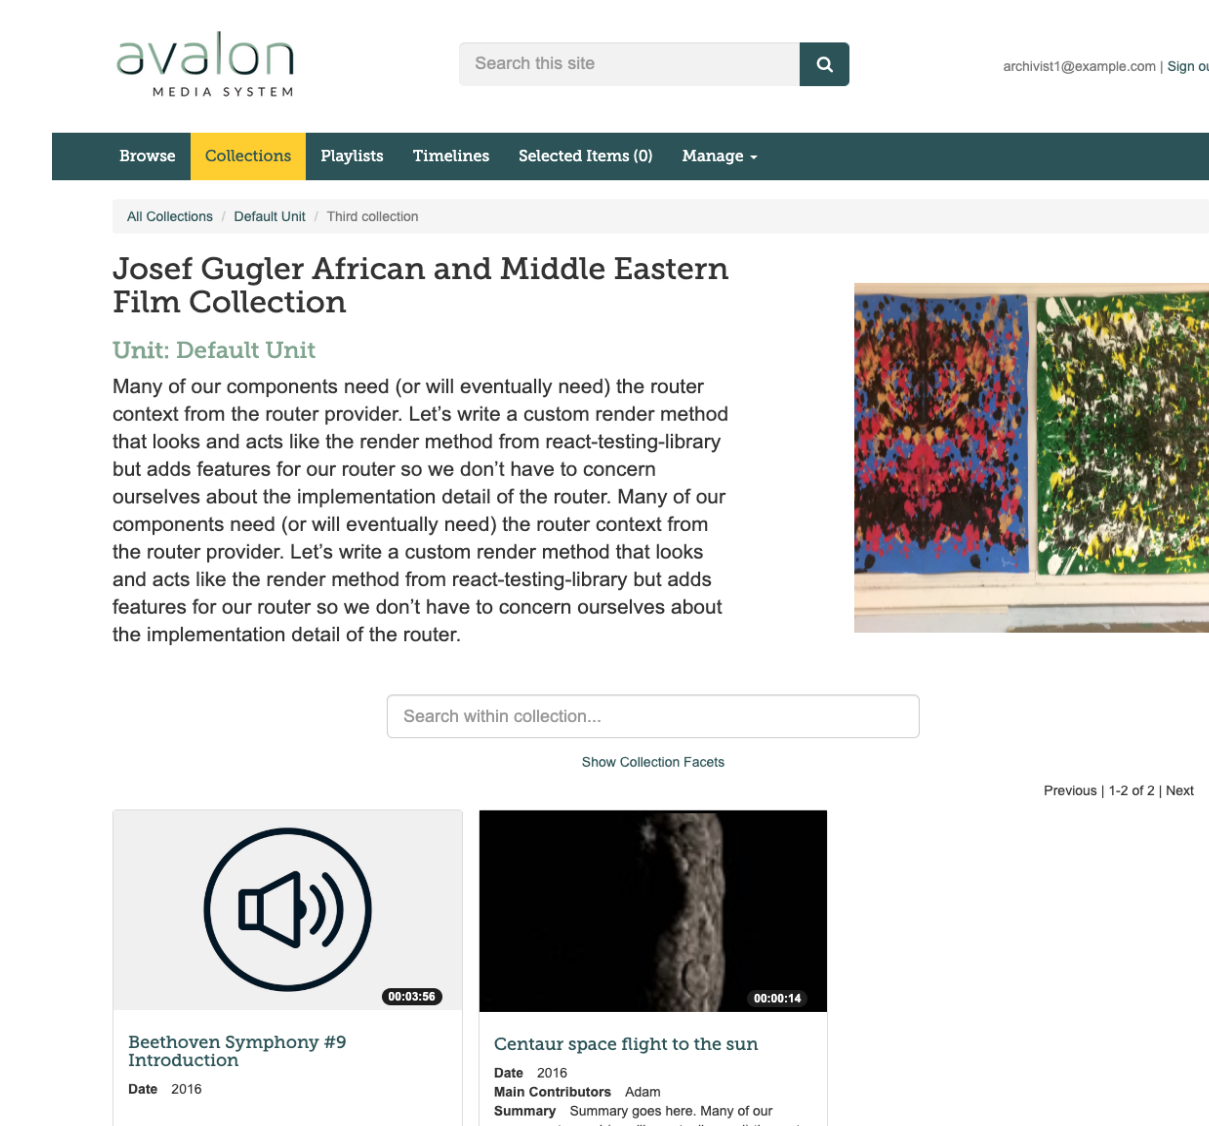 avalon
MEDIA SYSTEM
Search this site
archivist1@example.com | Sign
Browse Collections Playlists Timelines Selected Items (0) Manage
All Collections / Default Unit / Third collection
Josef Gugler African and Middle Eastern
Film Collection
Unit: Default Unit
Many of our components need (or will eventually need) the router
context from the router provider. Let’s write a custom render method
that looks and acts like the render method from react-testing-library
but adds features for our router so we don’t have to concern
ourselves about the implementation detail of the router. Many of our
components need (or will eventually need) the router context from
the router provider. Let’s write a custom render method that looks
and acts like the render method from react-testing-library but adds
features for our router so we don’t have to concern ourselves about
the implementation detail of the router.
Search within collection...
Show Collection Facets
Previous | 1-2 of 2 | Next
00:03:56
00:00:14
Beethoven Symphony #9
Introduction
Date 2016
Centaur space flight to the sun
Date 2016
Main Contributors Adam
Summary Summary goes here. Many of our